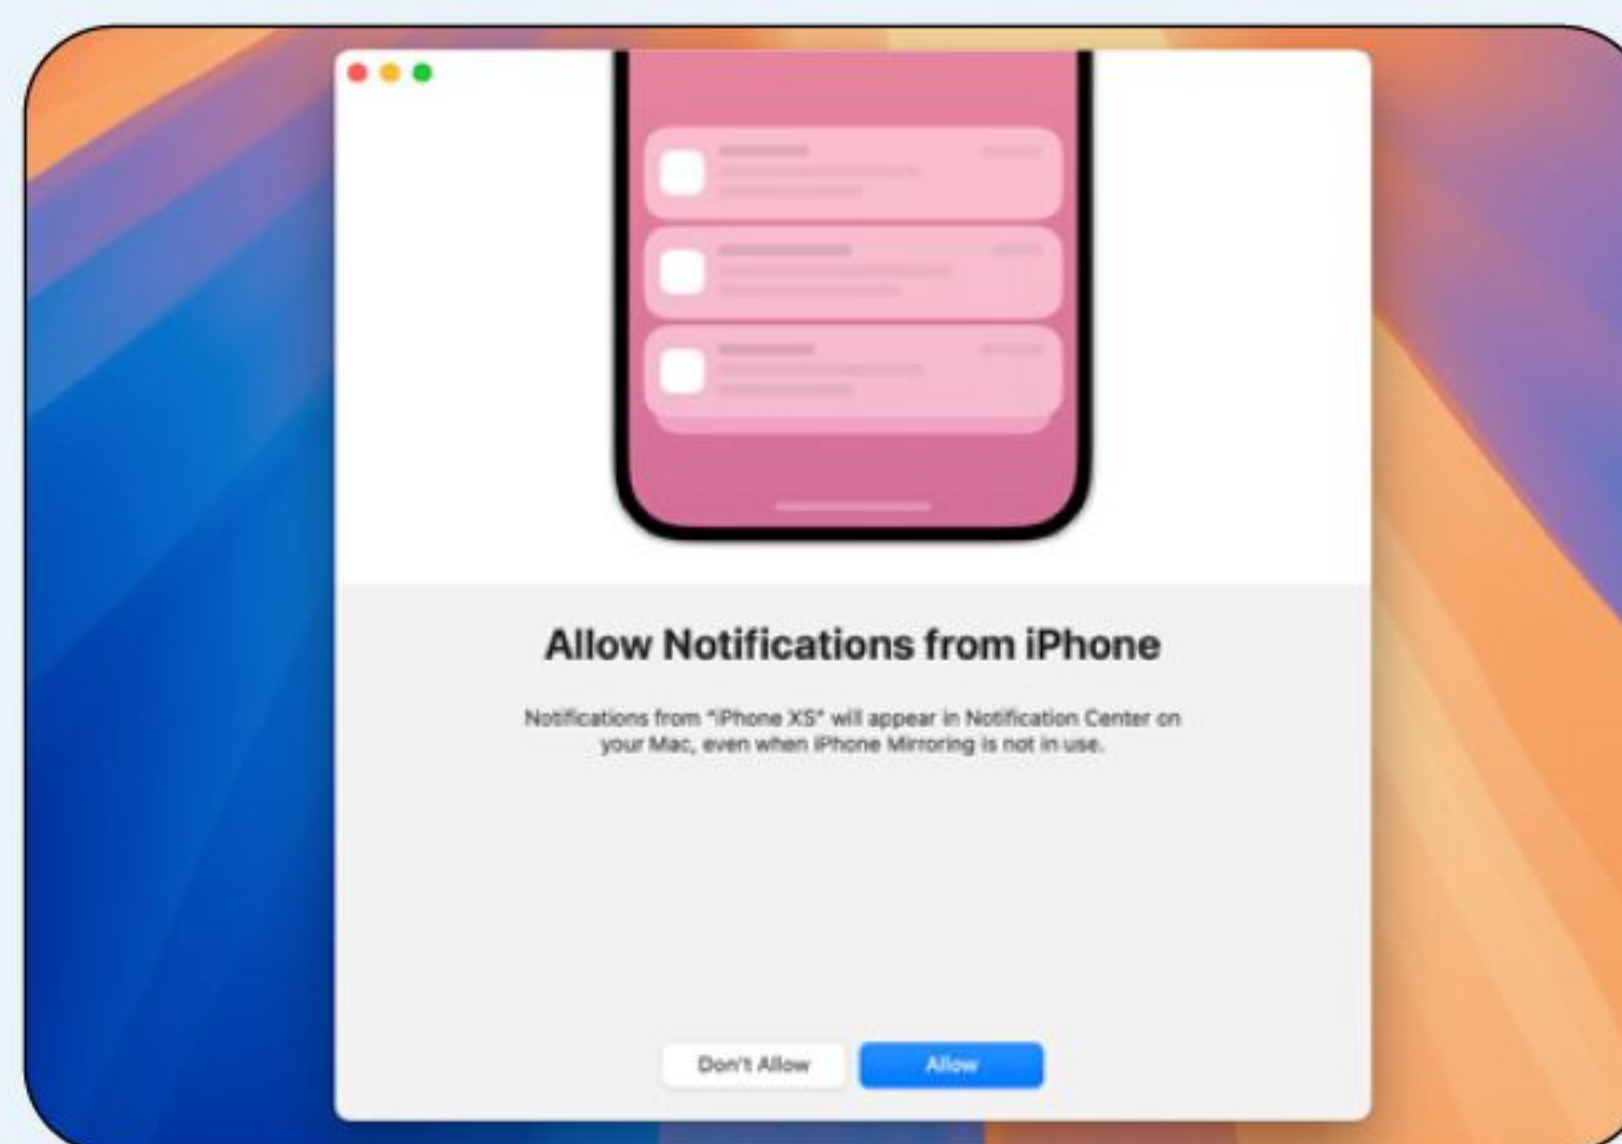 Allow Notifications from iPhone
Notifications from "iPhone XS" will appear in Notification Center on
your Mac, even when iPhone Mirroring is not in use.
Don't Allow
Allow